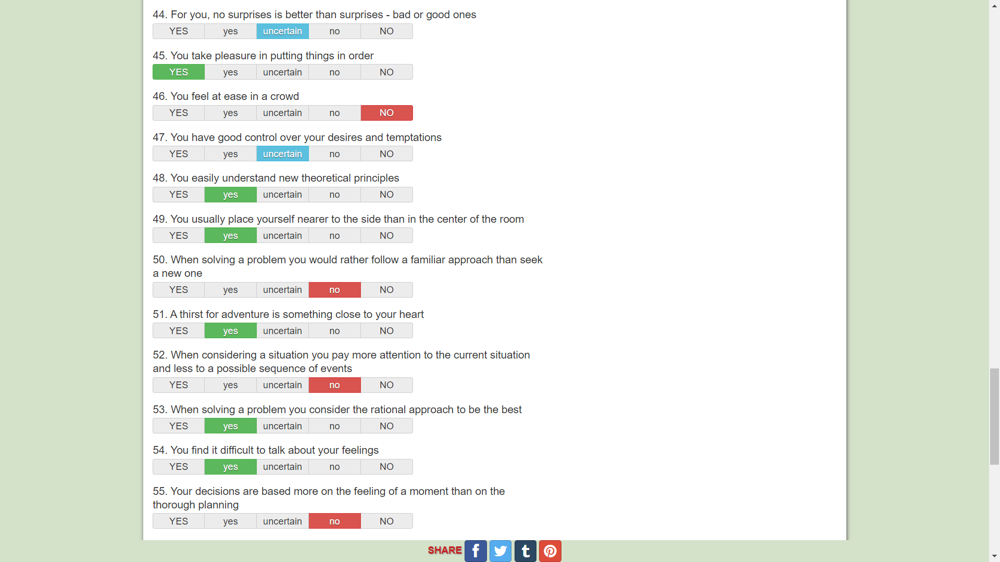 44. For you, no surprises is better than surprises - bad or good ones
YES yes uncertain no NO
45. You take pleasure in putting things in order
YES yes uncertain no NO
46. You feel at ease in a crowd
YES yes uncertain no NO
47. You have good control over your desires and temptations
YES yes uncertain no NO
48. You easily understand new theoretical principles
YES yes uncertain no NO
49. You usually place yourself nearer to the side than in the center of the room
YES yes uncertain no NO
50. When solving a problem you would rather follow a familiar approach than seek
a new one
YES yes uncertain no NO
51. A thirst for adventure is something close to your heart
YES yes uncertain no NO
52. When considering a situation you pay more attention to the current situation
and less to a possible sequence of events
YES yes uncertain no NO
53. When solving a problem you consider the rational approach to be the best
YES yes uncertain no NO
54. You find it difficult to talk about your feelings
YES yes uncertain no NO
55. Your decisions are based more on the feeling of a moment than on the
thorough planning
YES yes uncertain no NO
SHARE